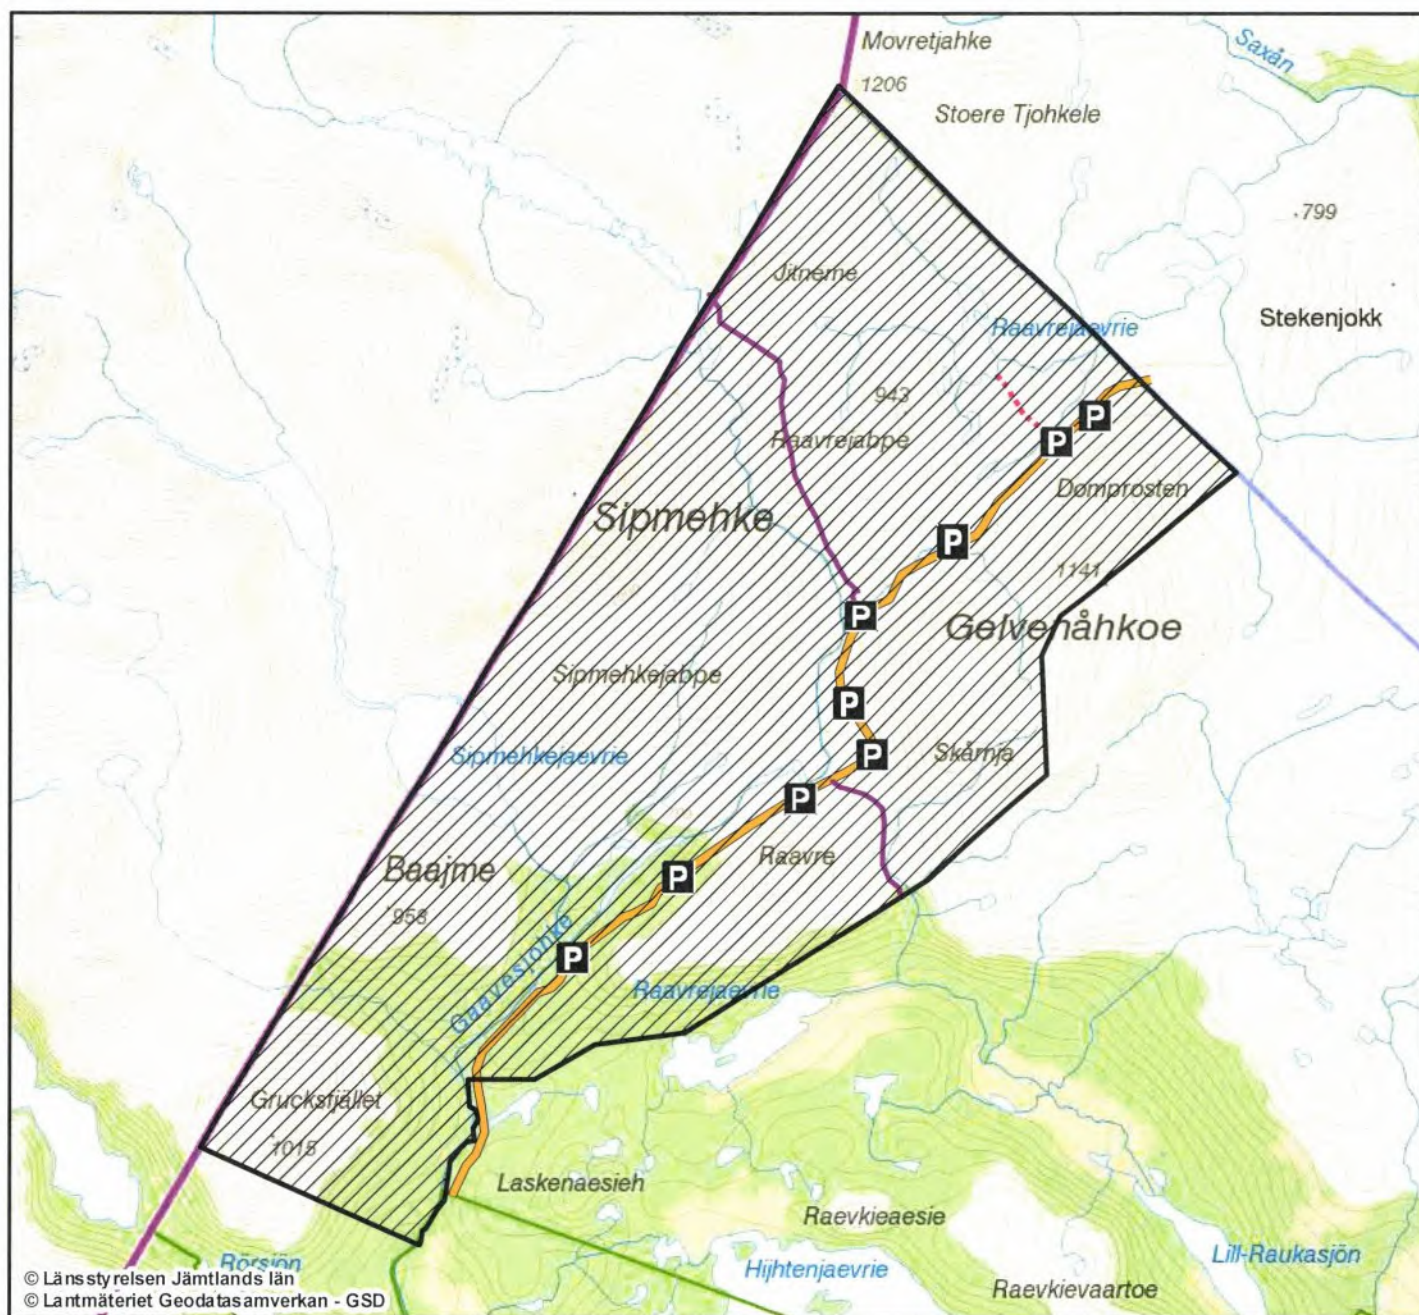 Movretjahke
Saxån
1206
Stoere Tjohkele
799
Jitneme
Raavrejaevrie
Stekenjokk
943
P
Raavrejabpe
P
Domprosten
Sipmehke
P
1141
P
Gelvenåhkoe
Sipmehkejabpe
P
Sipmehkejaevrie
P
Skårnja
P
Baajme
Raavre
P
958
Gaavesjohke
P
Raavrejaevrie
Grucksfjället
1015
Laskenaesieh
Raevkieaesie
Rörsjön
Hijhtenjaevrie
Lill-Raukasjön
Raevkievaartoe
© Länsstyrelsen Jämtlands län
© Lantmäteriet Geodatasamverkan - GSD